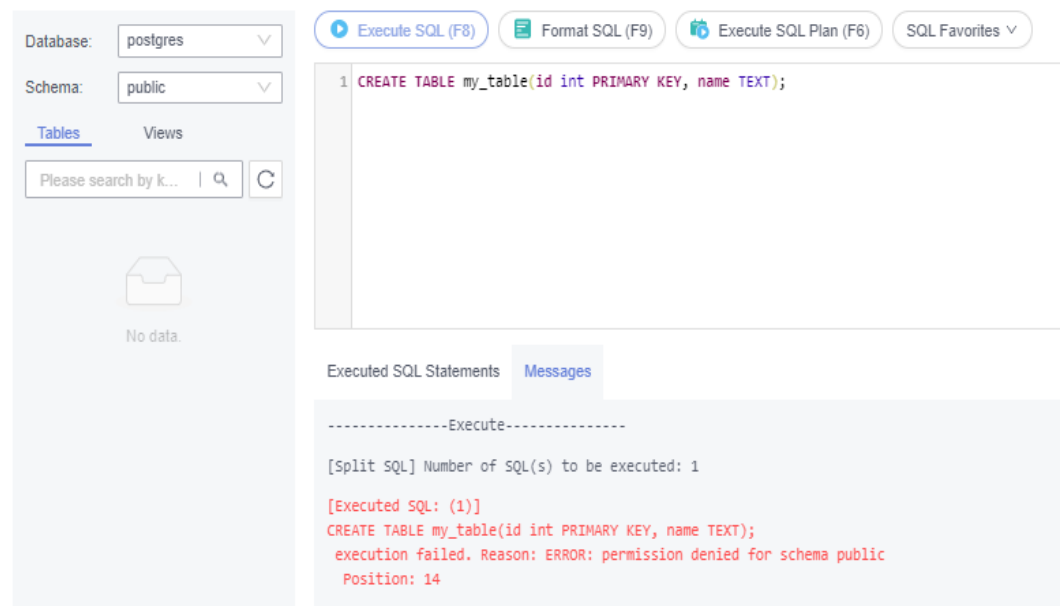 Database:
postgres
Schema:
public
Tables
Views
Please search by k...
No data.
Execute SQL (F8)
Format SQL (F9)
Execute SQL Plan (F6)
SQL Favorites
1 CREATE TABLE my_table(id int PRIMARY KEY, name TEXT);
Executed SQL Statements
Messages
---------------Execute---------------
[Split SQL] Number of SQL(s) to be executed: 1
[Executed SQL: (1)]
CREATE TABLE my_table(id int PRIMARY KEY, name TEXT);
execution failed. Reason: ERROR: permission denied for schema public
Position: 14